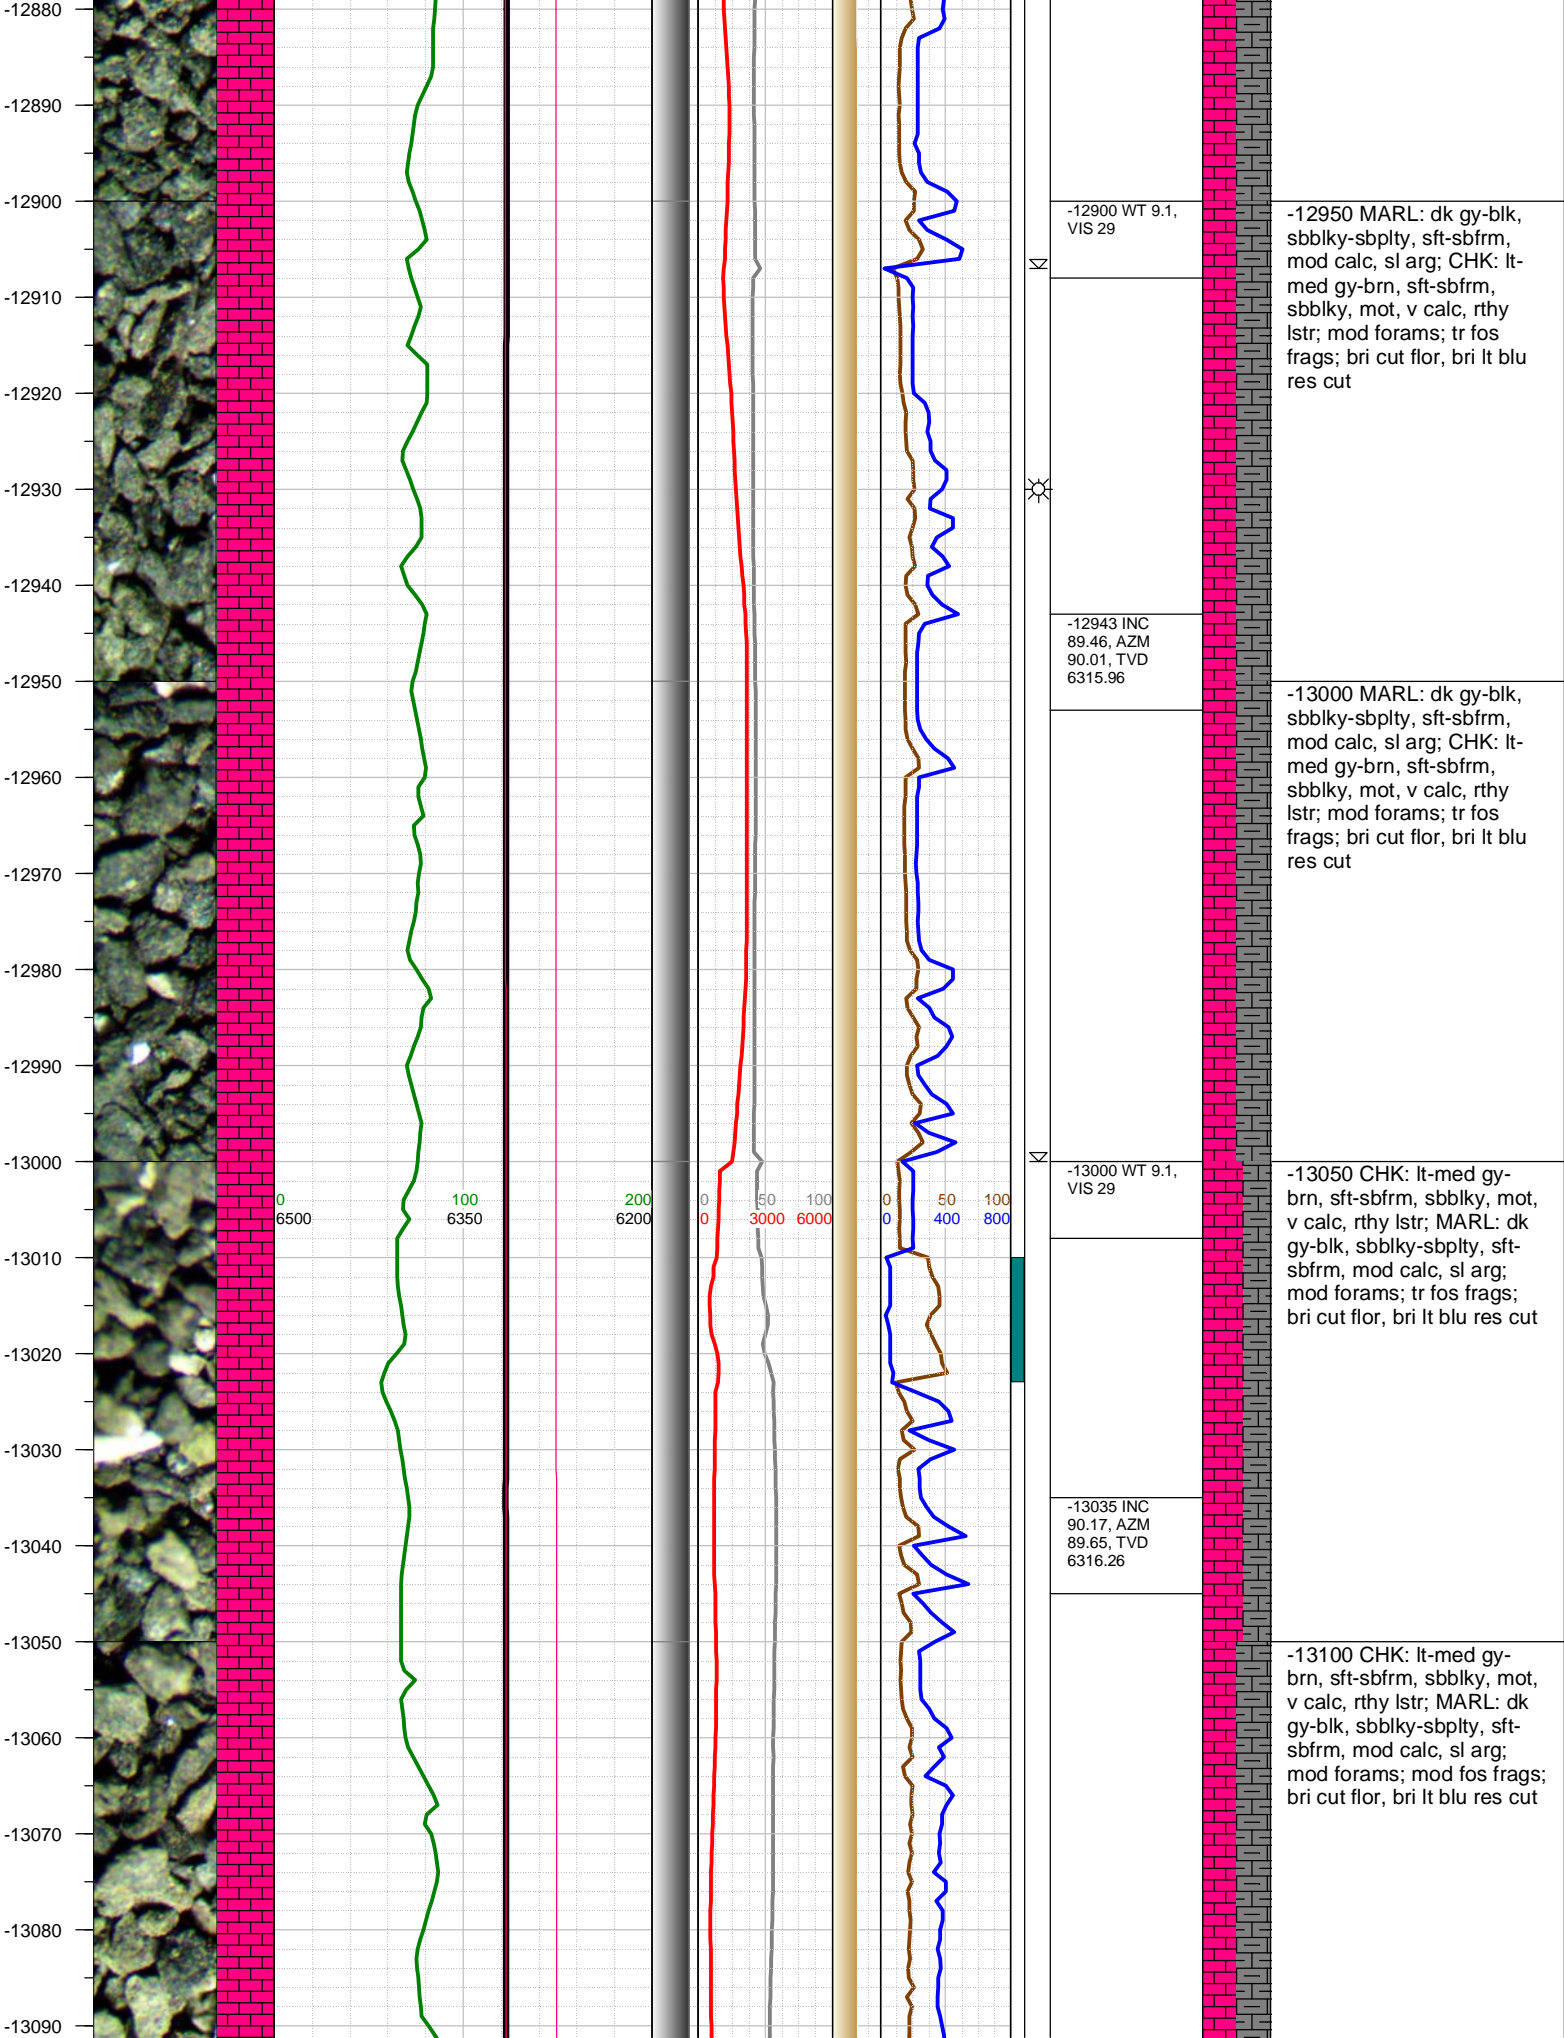 -12880
-12890
-12900
-12910
-12920
-12930
-12940
-12950
-12960
-12970
-12980
-12990
-13000
-13010
-13020
-13030
-13040
-13050
-13060
-13070
-13080
-13090
0 100 200
6500 6350 6200
0 50 100
0 3000 6000
0 50 100
0 400 800
-12900 WT 9.1,
VIS 29
-12943 INC
89.46, AZM
90.01, TVD
6315.96
-13000 WT 9.1,
VIS 29
-13035 INC
90.17, AZM
89.65, TVD
6316.26
-12950 MARL: dk gy-blk,
sbblky-sbplty, sft-sbfrm,
mod calc, sl arg; CHK: lt-
med gy-brn, sft-sbfrm,
sbblky, mot, v calc, rthy
lstr; mod forams; tr fos
frags; bri cut flor, bri lt blu
res cut
-13000 MARL: dk gy-blk,
sbblky-sbplty, sft-sbfrm,
mod calc, sl arg; CHK: lt-
med gy-brn, sft-sbfrm,
sbblky, mot, v calc, rthy
lstr; mod forams; tr fos
frags; bri cut flor, bri lt blu
res cut
-13050 CHK: lt-med gy-
brn, sft-sbfrm, sbblky, mot,
v calc, rthy lstr; MARL: dk
gy-blk, sbblky-sbplty, sft-
sbfrm, mod calc, sl arg;
mod forams; tr fos frags;
bri cut flor, bri lt blu res cut
-13100 CHK: lt-med gy-
brn, sft-sbfrm, sbblky, mot,
v calc, rthy lstr; MARL: dk
gy-blk, sbblky-sbplty, sft-
sbfrm, mod calc, sl arg;
mod forams; mod fos frags;
bri cut flor, bri lt blu res cut